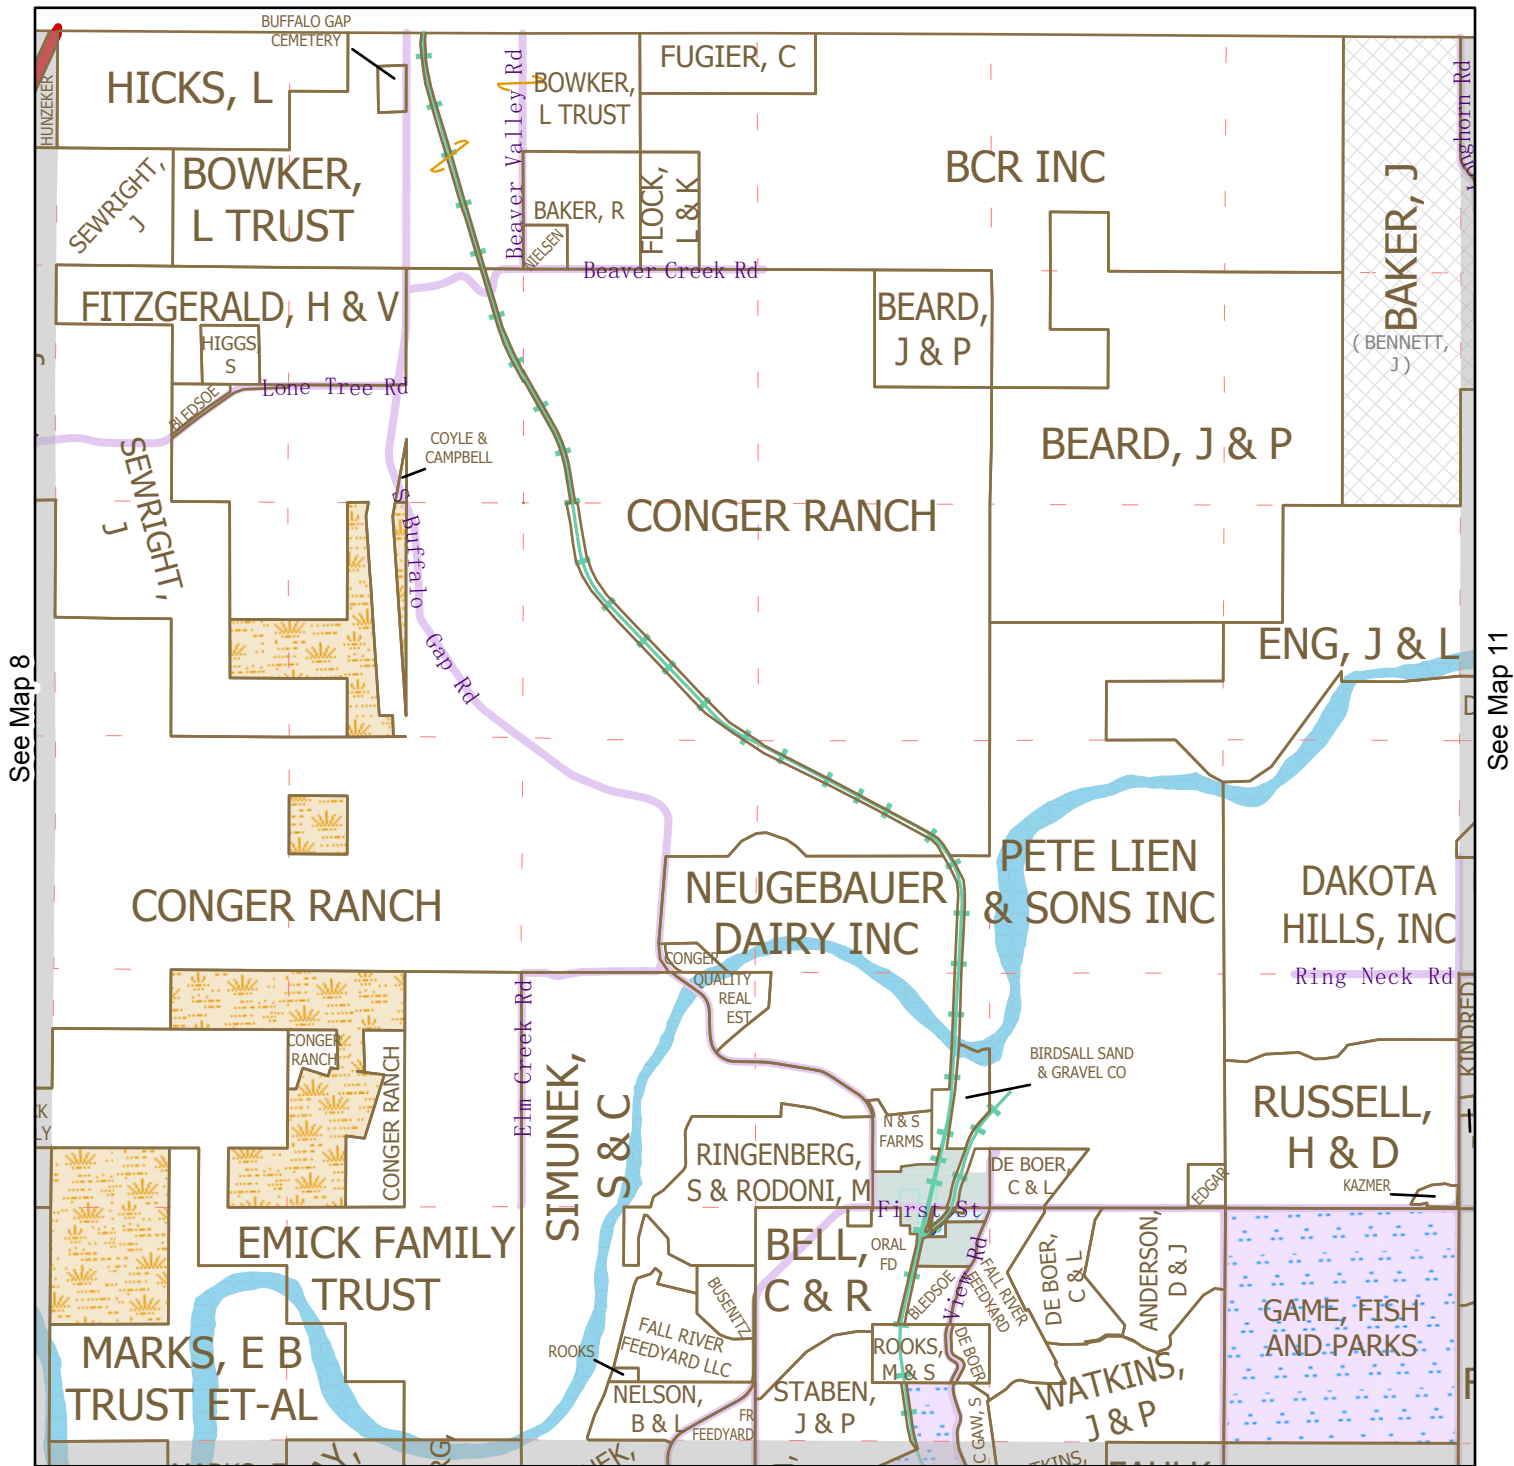 BUFFALO GAP
CEMETERY
HUNZEKER
HICKS, L
Beaver Valley Rd
BOWKER,
L TRUST
FUGIER, C
Longhorn Rd
SEWRIGHT,
J
BOWKER,
L TRUST
BAKER, R
NIELSEN
FLOCK,
L & K
BCR INC
BAKER, J
( BENNETT,
J)
Beaver Creek Rd
FITZGERALD, H & V
HIGGS,
S
BEARD,
J & P
BLEDSOE
Lone Tree Rd
SEWRIGHT,
J
COYLE &
CAMPBELL
BEARD, J & P
S Buffalo Gap Rd
CONGER RANCH
ENG, J & L
See Map 8
See Map 11
CONGER RANCH
NEUGEBAUER
DAIRY INC
PETE LIEN
& SONS INC
DAKOTA
HILLS, INC
CONGER
QUALITY
REAL
EST
Ring Neck Rd
KINDRED
Elm Creek Rd
CONGER
RANCH
CONGER RANCH
SIMUNEK,
S & C
BIRDSALL SAND
& GRAVEL CO
N & S
FARMS
RINGENBERG,
S & RODONI, M
DE BOER,
C & L
RUSSELL,
H & D
EDGAR
KAZMER
First St
EMICK FAMILY
TRUST
BELL,
C & R
ORAL
FD
BLEDSOE
View Rd
FALL RIVER
FEEDYARD
DE BOER,
C & L
ANDERSON,
D & J
GAME, FISH
AND PARKS
BUSENITZ
FALL RIVER
FEEDYARD LLC
ROOKS
MARKS, E B
TRUST ET-AL
NELSON,
B & L
FR
FEEDYARD
STABEN,
J & P
ROOKS,
M & S
DE BOER
C GAW, S
WATKINS,
J & P